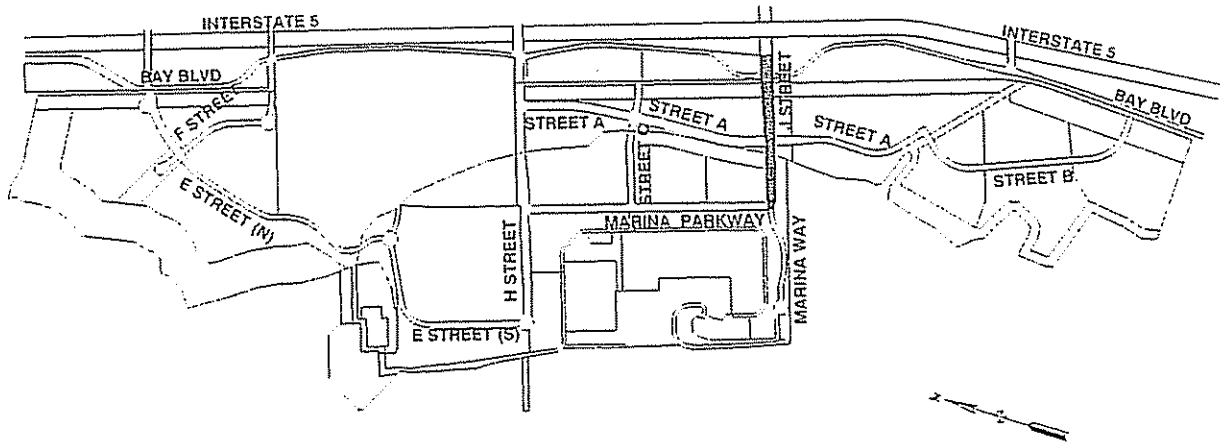 INTERSTATE 5
INTERSTATE 5
BAY BLVD
F STREET
STREET A
STREET A
STREET C
J STREET
STREET A
BAY BLVD
STREET B
E STREET (N)
MARINA PARKWAY
H STREET
MARINA WAY
E STREET (S)